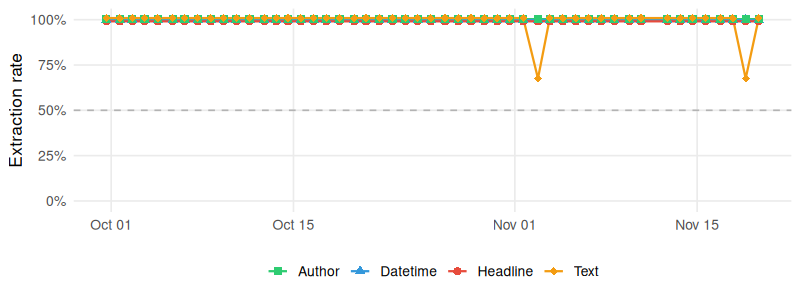 Extraction rate
100%
75%
50%
25%
0%
Oct 01 Oct 15 Nov 01 Nov 15
Author Datetime Headline Text